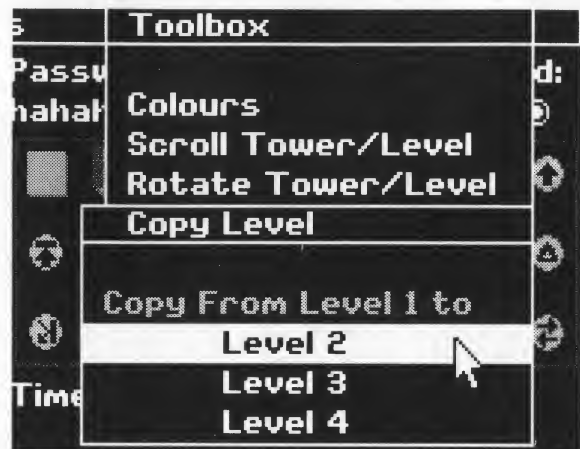 s Toolbox
Passw d:
hahah
Colours
Scroll Tower/Level
Rotate Tower/Level
Copy Level
Copy From Level 1 to
Level 2
Level 3
Time
Level 4